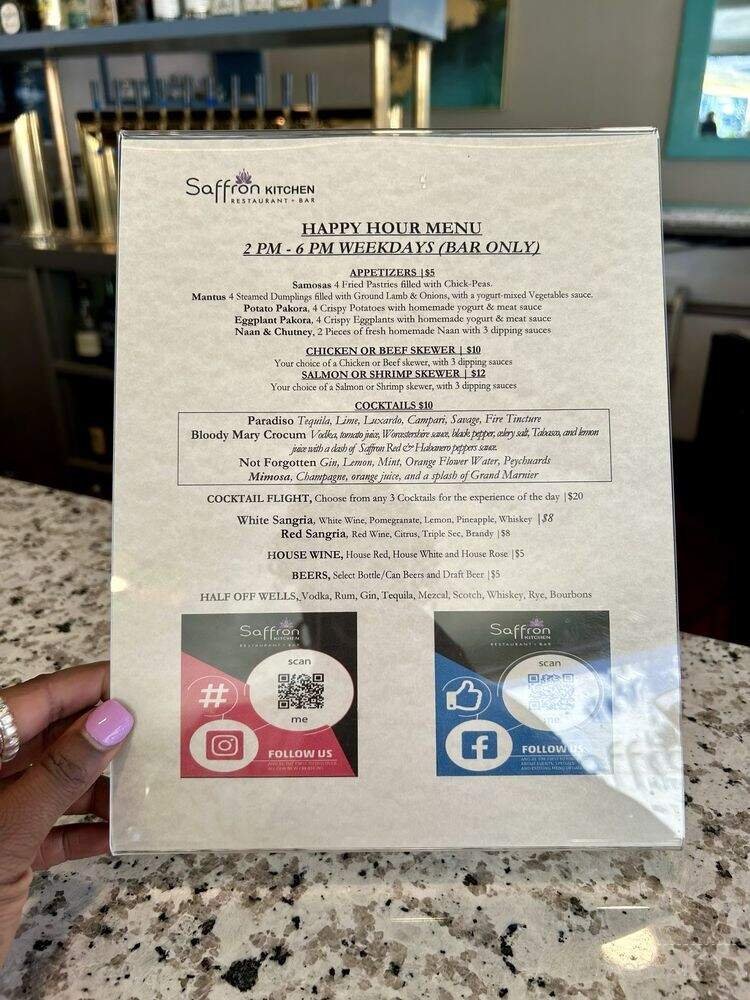 Saffron KITCHEN
RESTAURANT + BAR
HAPPY HOUR MENU
2 PM - 6 PM WEEKDAYS (BAR ONLY)
APPETIZERS |$5
Samosas 4 Fried Pastries filled with Chick-Peas.
Mantus 4 Steamed Dumplings filled with Ground Lamb & Onions, with a yogurt-mixed Vegetables sauce.
Potato Pakora, 4 Crispy Potatoes with homemade yogurt & meat sauce
Eggplant Pakora, 4 Crispy Eggplants with homemade yogurt & meat sauce
Naan & Chutney, 2 Pieces of fresh homemade Naan with 3 dipping sauces
CHICKEN OR BEEF SKEWER | $10
Your choice of a Chicken or Beef skewer, with 3 dipping sauces
SALMON OR SHRIMP SKEWER | $12
Your choice of a Salmon or Shrimp skewer, with 3 dipping sauces
COCKTAILS $10
Paradiso Tequila, Lime, Luxardo, Campari, Savage, Fire Tincture
Bloody Mary Crocum Vodka, tomato juice, Worcestershire sauce, black pepper, celery salt, Tabasco, and lemon
juice with a dash of Saffron Red & Habanero peppers sauce.
Not Forgotten Gin, Lemon, Mint, Orange Flower Water, Peychuards
Mimosa, Champagne, orange juice, and a splash of Grand Marnier
COCKTAIL FLIGHT, Choose from any 3 Cocktails for the experience of the day |$20
White Sangria, White Wine, Pomegranate, Lemon, Pineapple, Whiskey |$8
Red Sangria, Red Wine, Citrus, Triple Sec, Brandy |$8
HOUSE WINE, House Red, House White and House Rose |$5
BEERS, Select Bottle/Can Beers and Draft Beer |$5
HALF OFF WELLS, Vodka, Rum, Gin, Tequila, Mezcal, Scotch, Whiskey, Rye, Bourbons
Saffron
KITCHEN
RESTAURANT + BAR
scan
#
me
FOLLOW US
Saffron
KITCHEN
RESTAURANT + BAR
scan
me
f
FOLLOW US